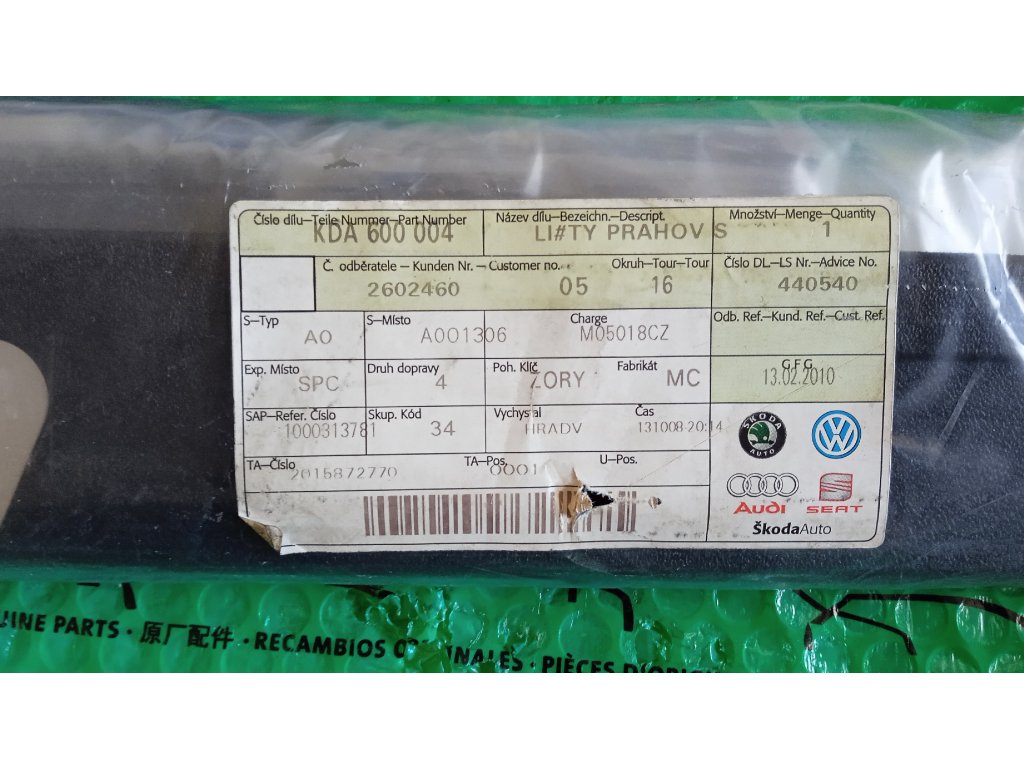 Číslo dílu–Teile Nummer–Part Number
KDA 600 004
Název dílu–Bezeichn.–Descript.
LI#TY PRAHOV S
Množství–Menge–Quantity
1
Č. odběratele – Kunden Nr. – Customer no.
2602460
Okruh–Tour–Tour
05 16
Číslo DL–LS Nr.–Advice No.
440540
S–Typ
AO
S–Místo
A001306
Charge
M05018CZ
Odb. Ref.–Kund. Ref.–Cust. Ref.
Exp. Místo
SPC
Druh dopravy
4
Poh. Klíč
ZORY
Fabrikát
MC
G F G
13.02.2010
SAP–Refer. Číslo
1000313781
Skup. Kód
34
Vychystal
HRADV
Čas
131008 20:14
TA–Číslo
2015872770
TA–Pos.
0001
U–Pos.
SKODA
AUTO
Audi
SEAT
ŠkodaAuto
UINE PARTS · 原厂配件 · RECAMBIOS
NALES · PIÈCES D'ORIGIN